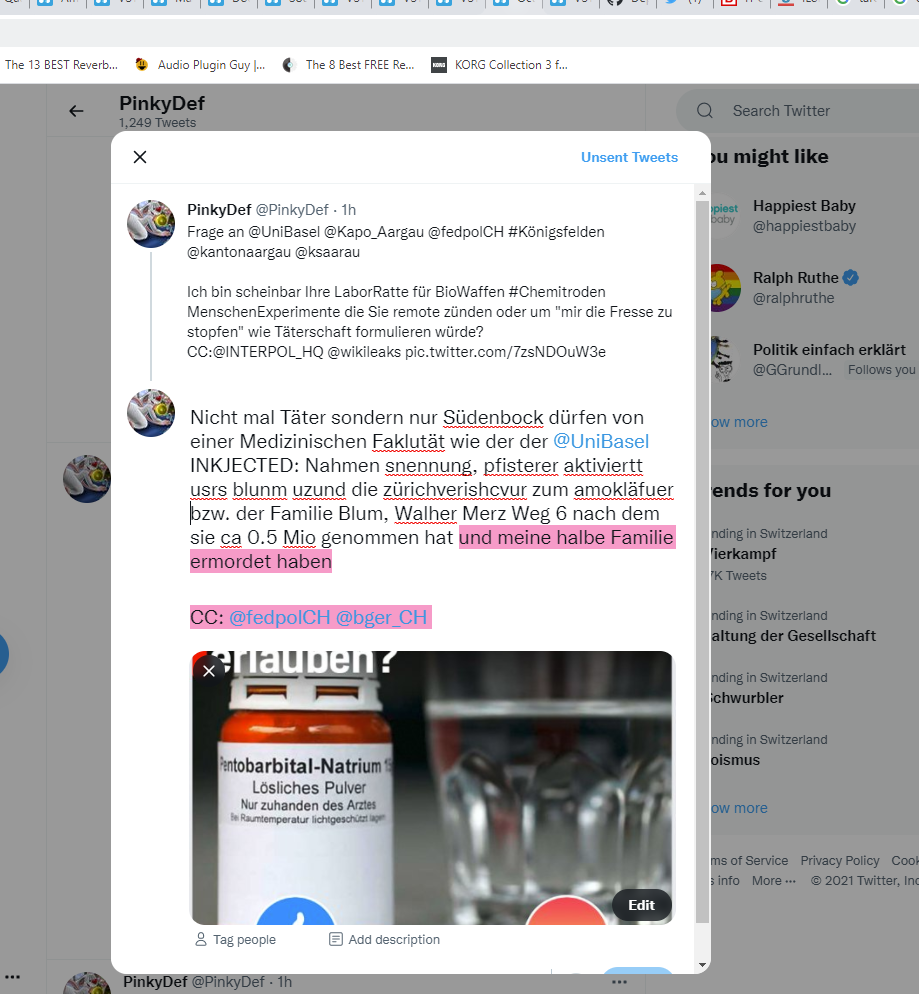 The 13 BEST Reverb... Audio Plugin Guy |... The 8 Best FREE Re... KORG KORG Collection 3 f...
PinkyDef
1,249 Tweets
Search Twitter
Unsent Tweets
PinkyDef @PinkyDef · 1h
Frage an @UniBasel @Kapo_Aargau @fedpolCH #Königsfelden
@kantonaargau @ksaarau
Ich bin scheinbar Ihre LaborRatte für BioWaffen #Chemitroden
MenschenExperimente die Sie remote zünden oder um "mir die Fresse zu
stopfen" wie Täterschaft formulieren würde?
CC:@INTERPOL_HQ @wikileaks pic.twitter.com/7zsNDOuW3e
Nicht mal Täter sondern nur Südenbock dürfen von
einer Medizinischen Faklutät wie der der @UniBasel
INKJECTED: Nahmen snennung, pfisterer aktiviertt
usrs blunm uzund die zürichverishcvur zum amokläfuer
bzw. der Familie Blum, Walher Merz Weg 6 nach dem
sie ca 0.5 Mio genommen hat und meine halbe Familie
ermordet haben
CC: @fedpolCH @bger_CH
erlauben?
Pentobarbital-Natrium
Lösliches Pulver
Nur zuhanden des Arztes
Bei Raumtemperatur lichtgeschützt lagern
Edit
Tag people Add description
PinkyDef @PinkyDef · 1h
ou might like
Happiest Baby
@happiestbaby
Ralph Ruthe
@ralphruthe
Politik einfach erklärt
@GGrundl... Follows you
ow more
rends for you
nding in Switzerland
Vierkampf
7K Tweets
nding in Switzerland
altung der Gesellschaft
nding in Switzerland
Schwurbler
nding in Switzerland
oismus
ow more
ms of Service Privacy Policy Cook
s info More ··· © 2021 Twitter, Inc